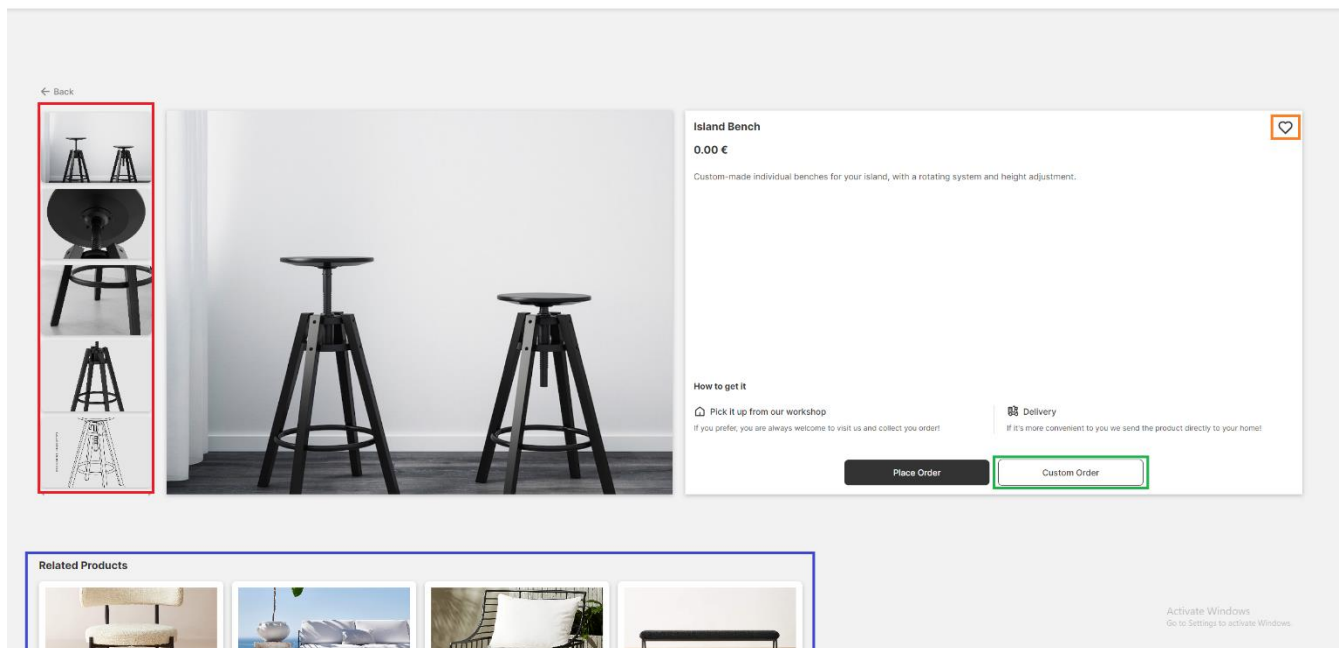 Back
Island Bench
0.00 €
Custom-made individual benches for your island, with a rotating system and height adjustment.
How to get it
Pick it up from our workshop
If you prefer, you are always welcome to visit us and collect you order!
Delivery
If it's more convenient to you we send the product directly to your home!
Place Order
Custom Order
Related Products
Activate Windows
Go to Settings to activate Windows.